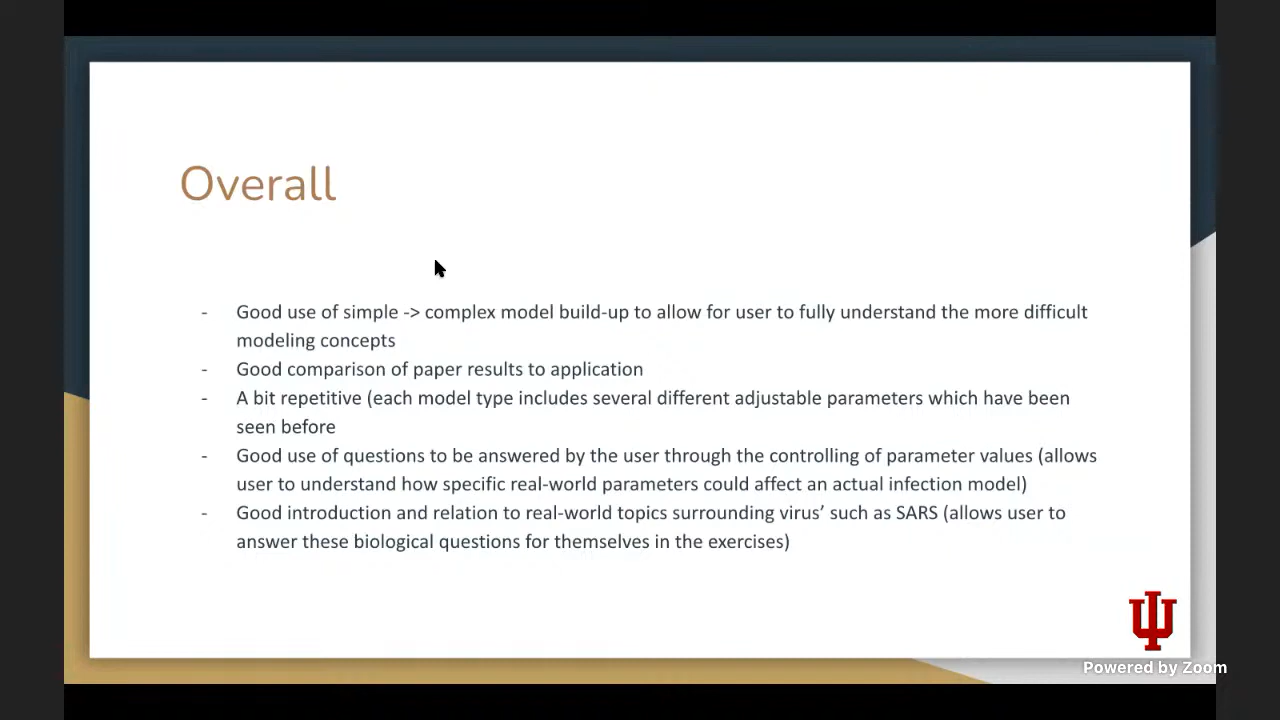 Overall
- Good use of simple -> complex model build-up to allow for user to fully understand the more difficult
modeling concepts
- Good comparison of paper results to application
- A bit repetitive (each model type includes several different adjustable parameters which have been
seen before
- Good use of questions to be answered by the user through the controlling of parameter values (allows
user to understand how specific real-world parameters could affect an actual infection model)
- Good introduction and relation to real-world topics surrounding virus’ such as SARS (allows user to
answer these biological questions for themselves in the exercises)
Powered by Zoom